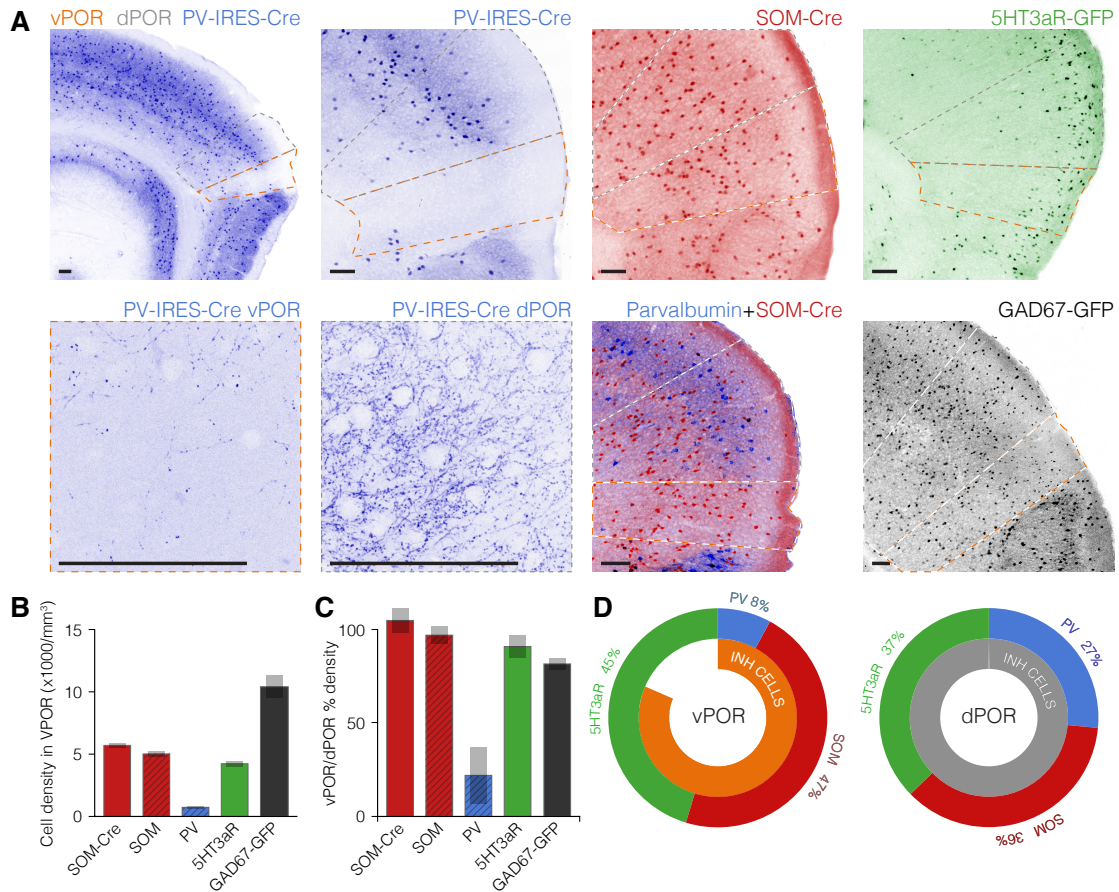 A
vPOR dPOR PV-IRES-Cre
PV-IRES-Cre
SOM-Cre
5HT3aR-GFP
PV-IRES-Cre vPOR
PV-IRES-Cre dPOR
Parvalbumin+SOM-Cre
GAD67-GFP
B
Cell density in VPOR (x1000/mm³)
15
10
5
0
SOM-Cre
SOM
PV
5HT3aR
GAD67-GFP
C
vPOR/dPOR % density
100
50
0
SOM-Cre
SOM
PV
5HT3aR
GAD67-GFP
D
PV 8%
INH CELLS
5HT3aR 45%
vPOR
SOM 47%
PV 27%
INH CELLS
5HT3aR 37%
dPOR
SOM 36%